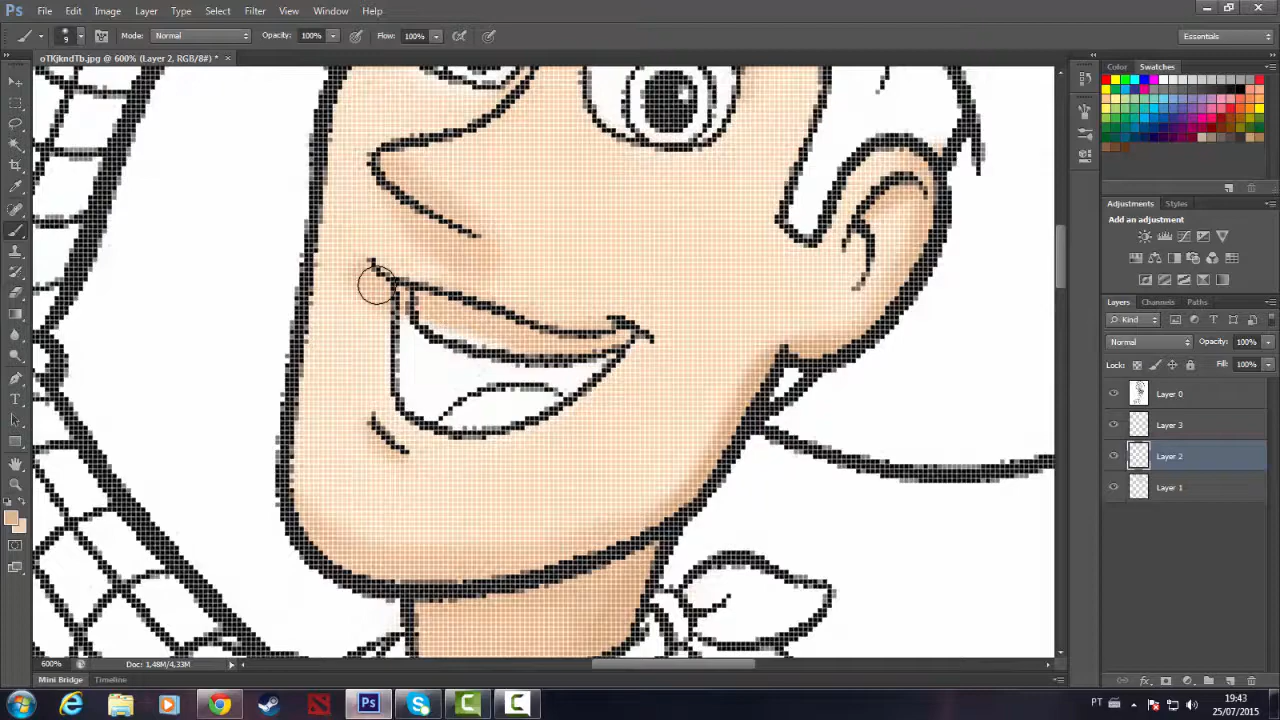 Ps File Edit Image Layer Type Select Filter View Window Help
9 Mode: Normal Opacity: 100% Flow: 100% Essentials
oTKjkndTb.jpg @ 600% (Layer 2, RGB/8#) *
Color Swatches
Adjustments Styles
Add an adjustment
Layers Channels Paths
Kind
Normal Opacity: 100%
Lock: Fill: 100%
Layer 0
Layer 2
Layer 1
600% Doc: 1,48M/4,33M
Mini Bridge Timeline
Ps PT 19:43
25/07/2015